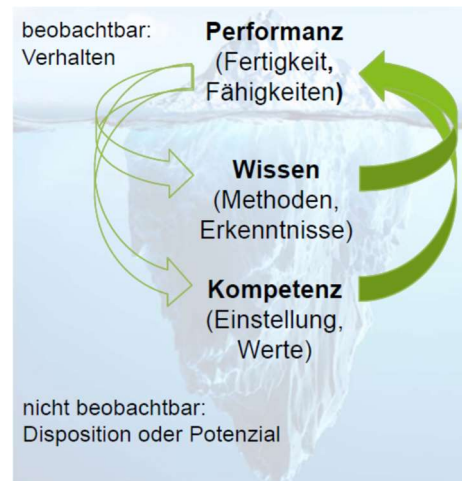 beobachtbar:
Verhalten
Performanz
(Fertigkeit,
Fähigkeiten)
Wissen
(Methoden,
Erkenntnisse)
Kompetenz
(Einstellung,
Werte)
nicht beobachtbar:
Disposition oder Potenzial